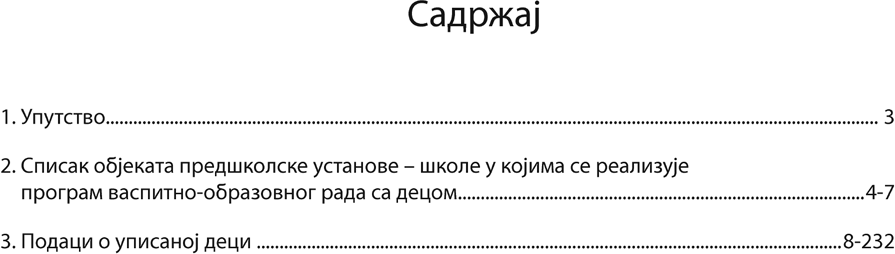 Садржај
1. Упутство.................................................................................................................................................... 3
2. Списак објеката предшколске установе – школе у којима се реализује
програм васпитно-образовног рада са децом..............................................................................4-7
3. Подаци о уписаној деци ................................................................................................................8-232